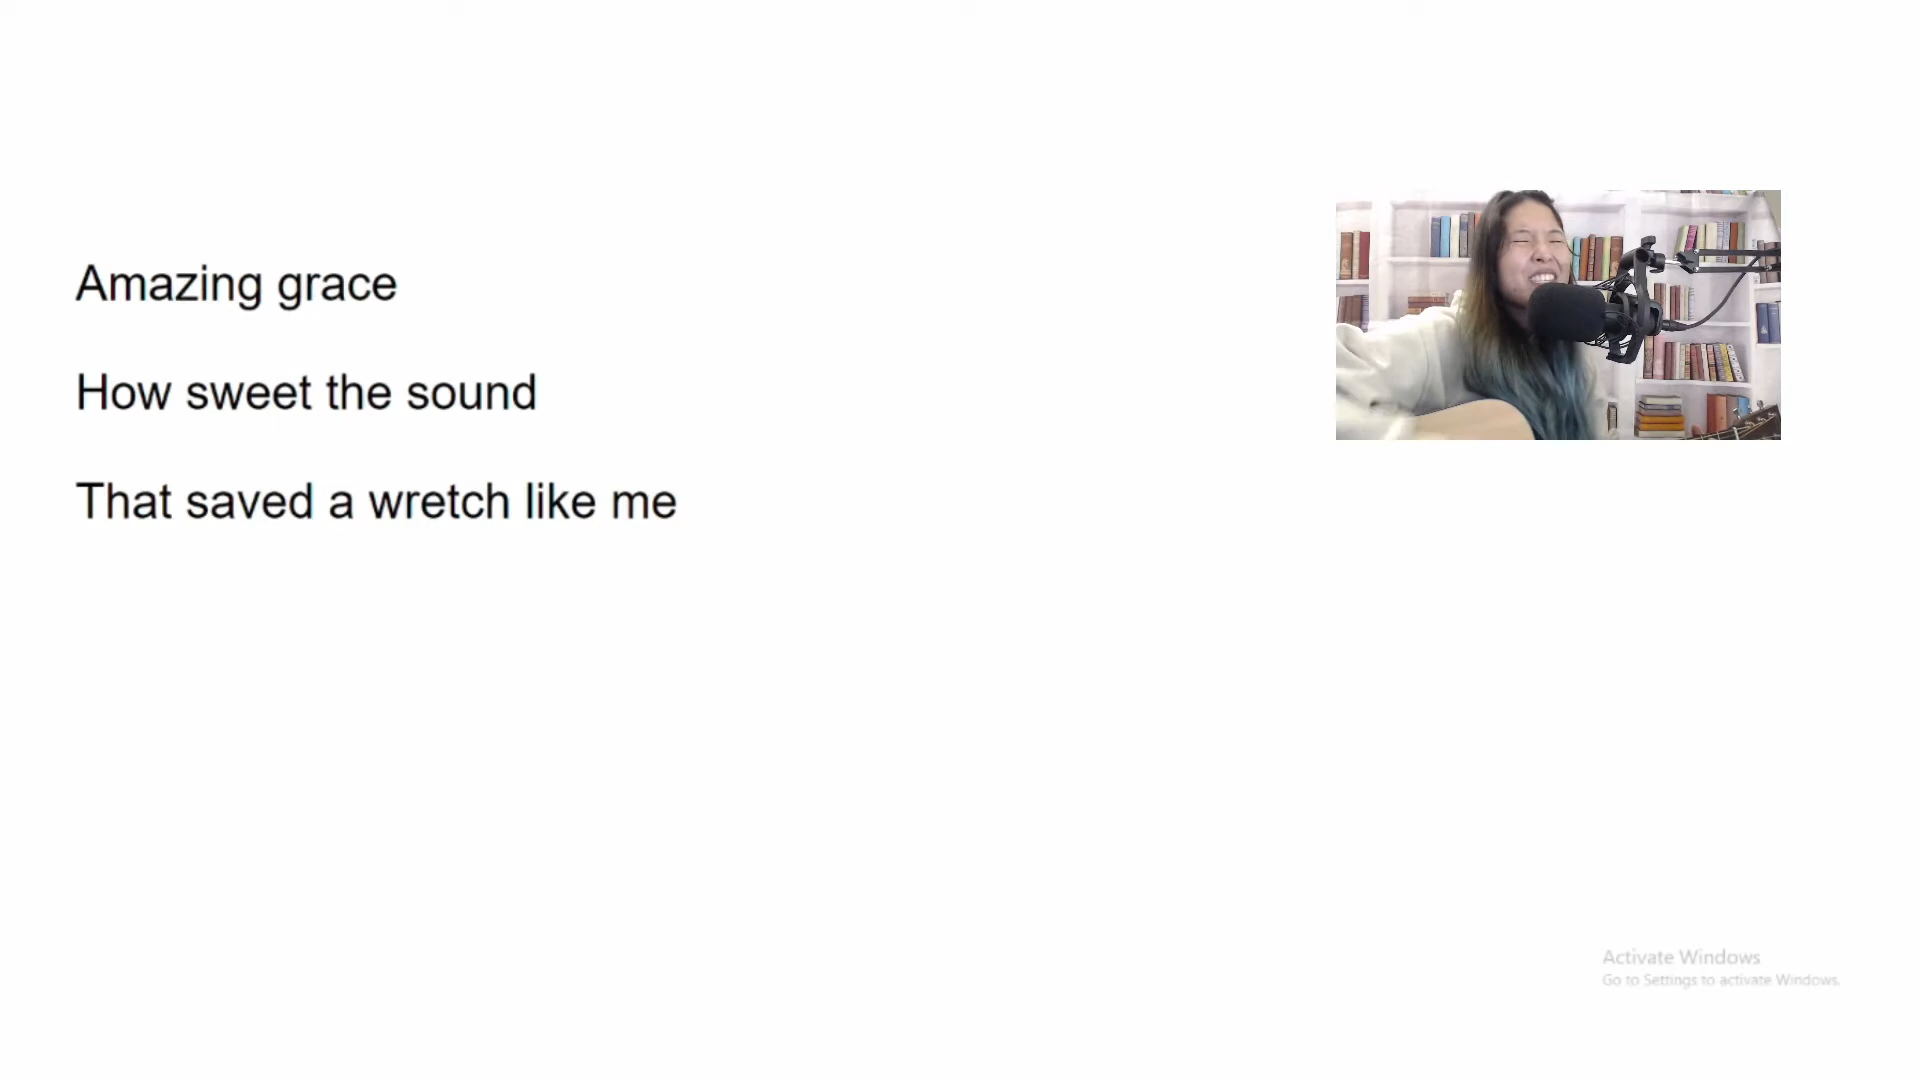 Amazing grace
How sweet the sound
That saved a wretch like me
Activate Windows
Go to Settings to activate Windows.